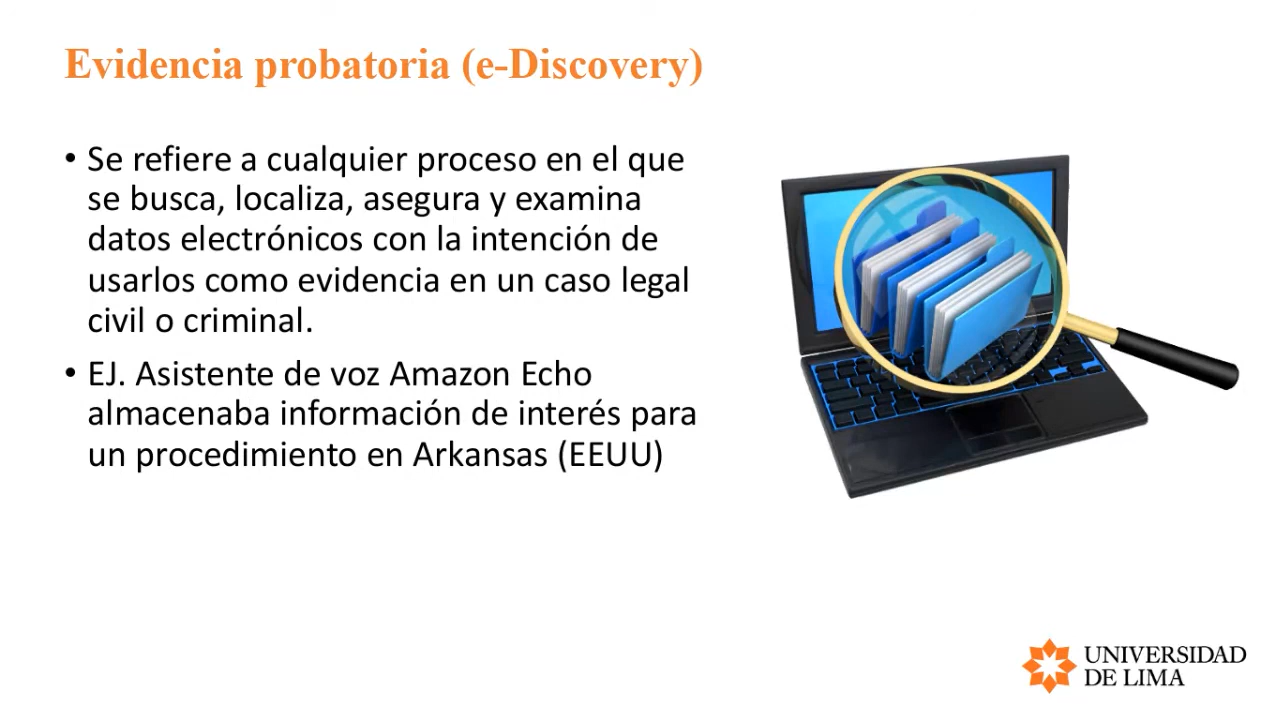 Evidencia probatoria (e-Discovery)
• Se refiere a cualquier proceso en el que
se busca, localiza, asegura y examina
datos electrónicos con la intención de
usarlos como evidencia en un caso legal
civil o criminal.
• EJ. Asistente de voz Amazon Echo
almacenaba información de interés para
un procedimiento en Arkansas (EEUU)
UNIVERSIDAD
DE LIMA